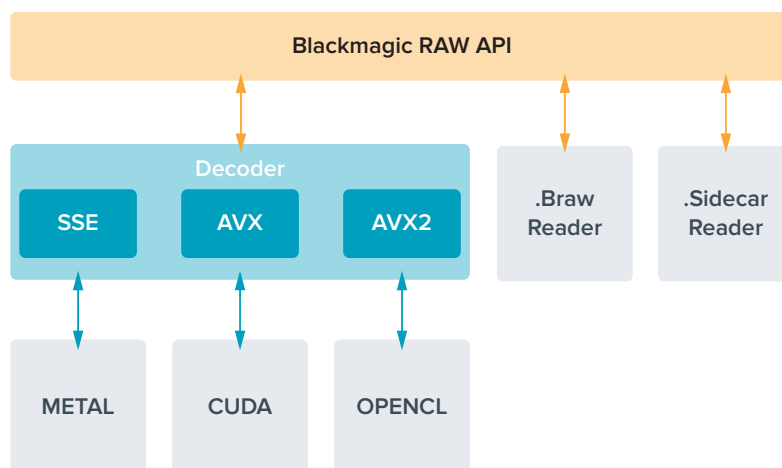 Blackmagic RAW API
Decoder
SSE
AVX
AVX2
.Braw
Reader
.Sidecar
Reader
METAL
CUDA
OPENCL